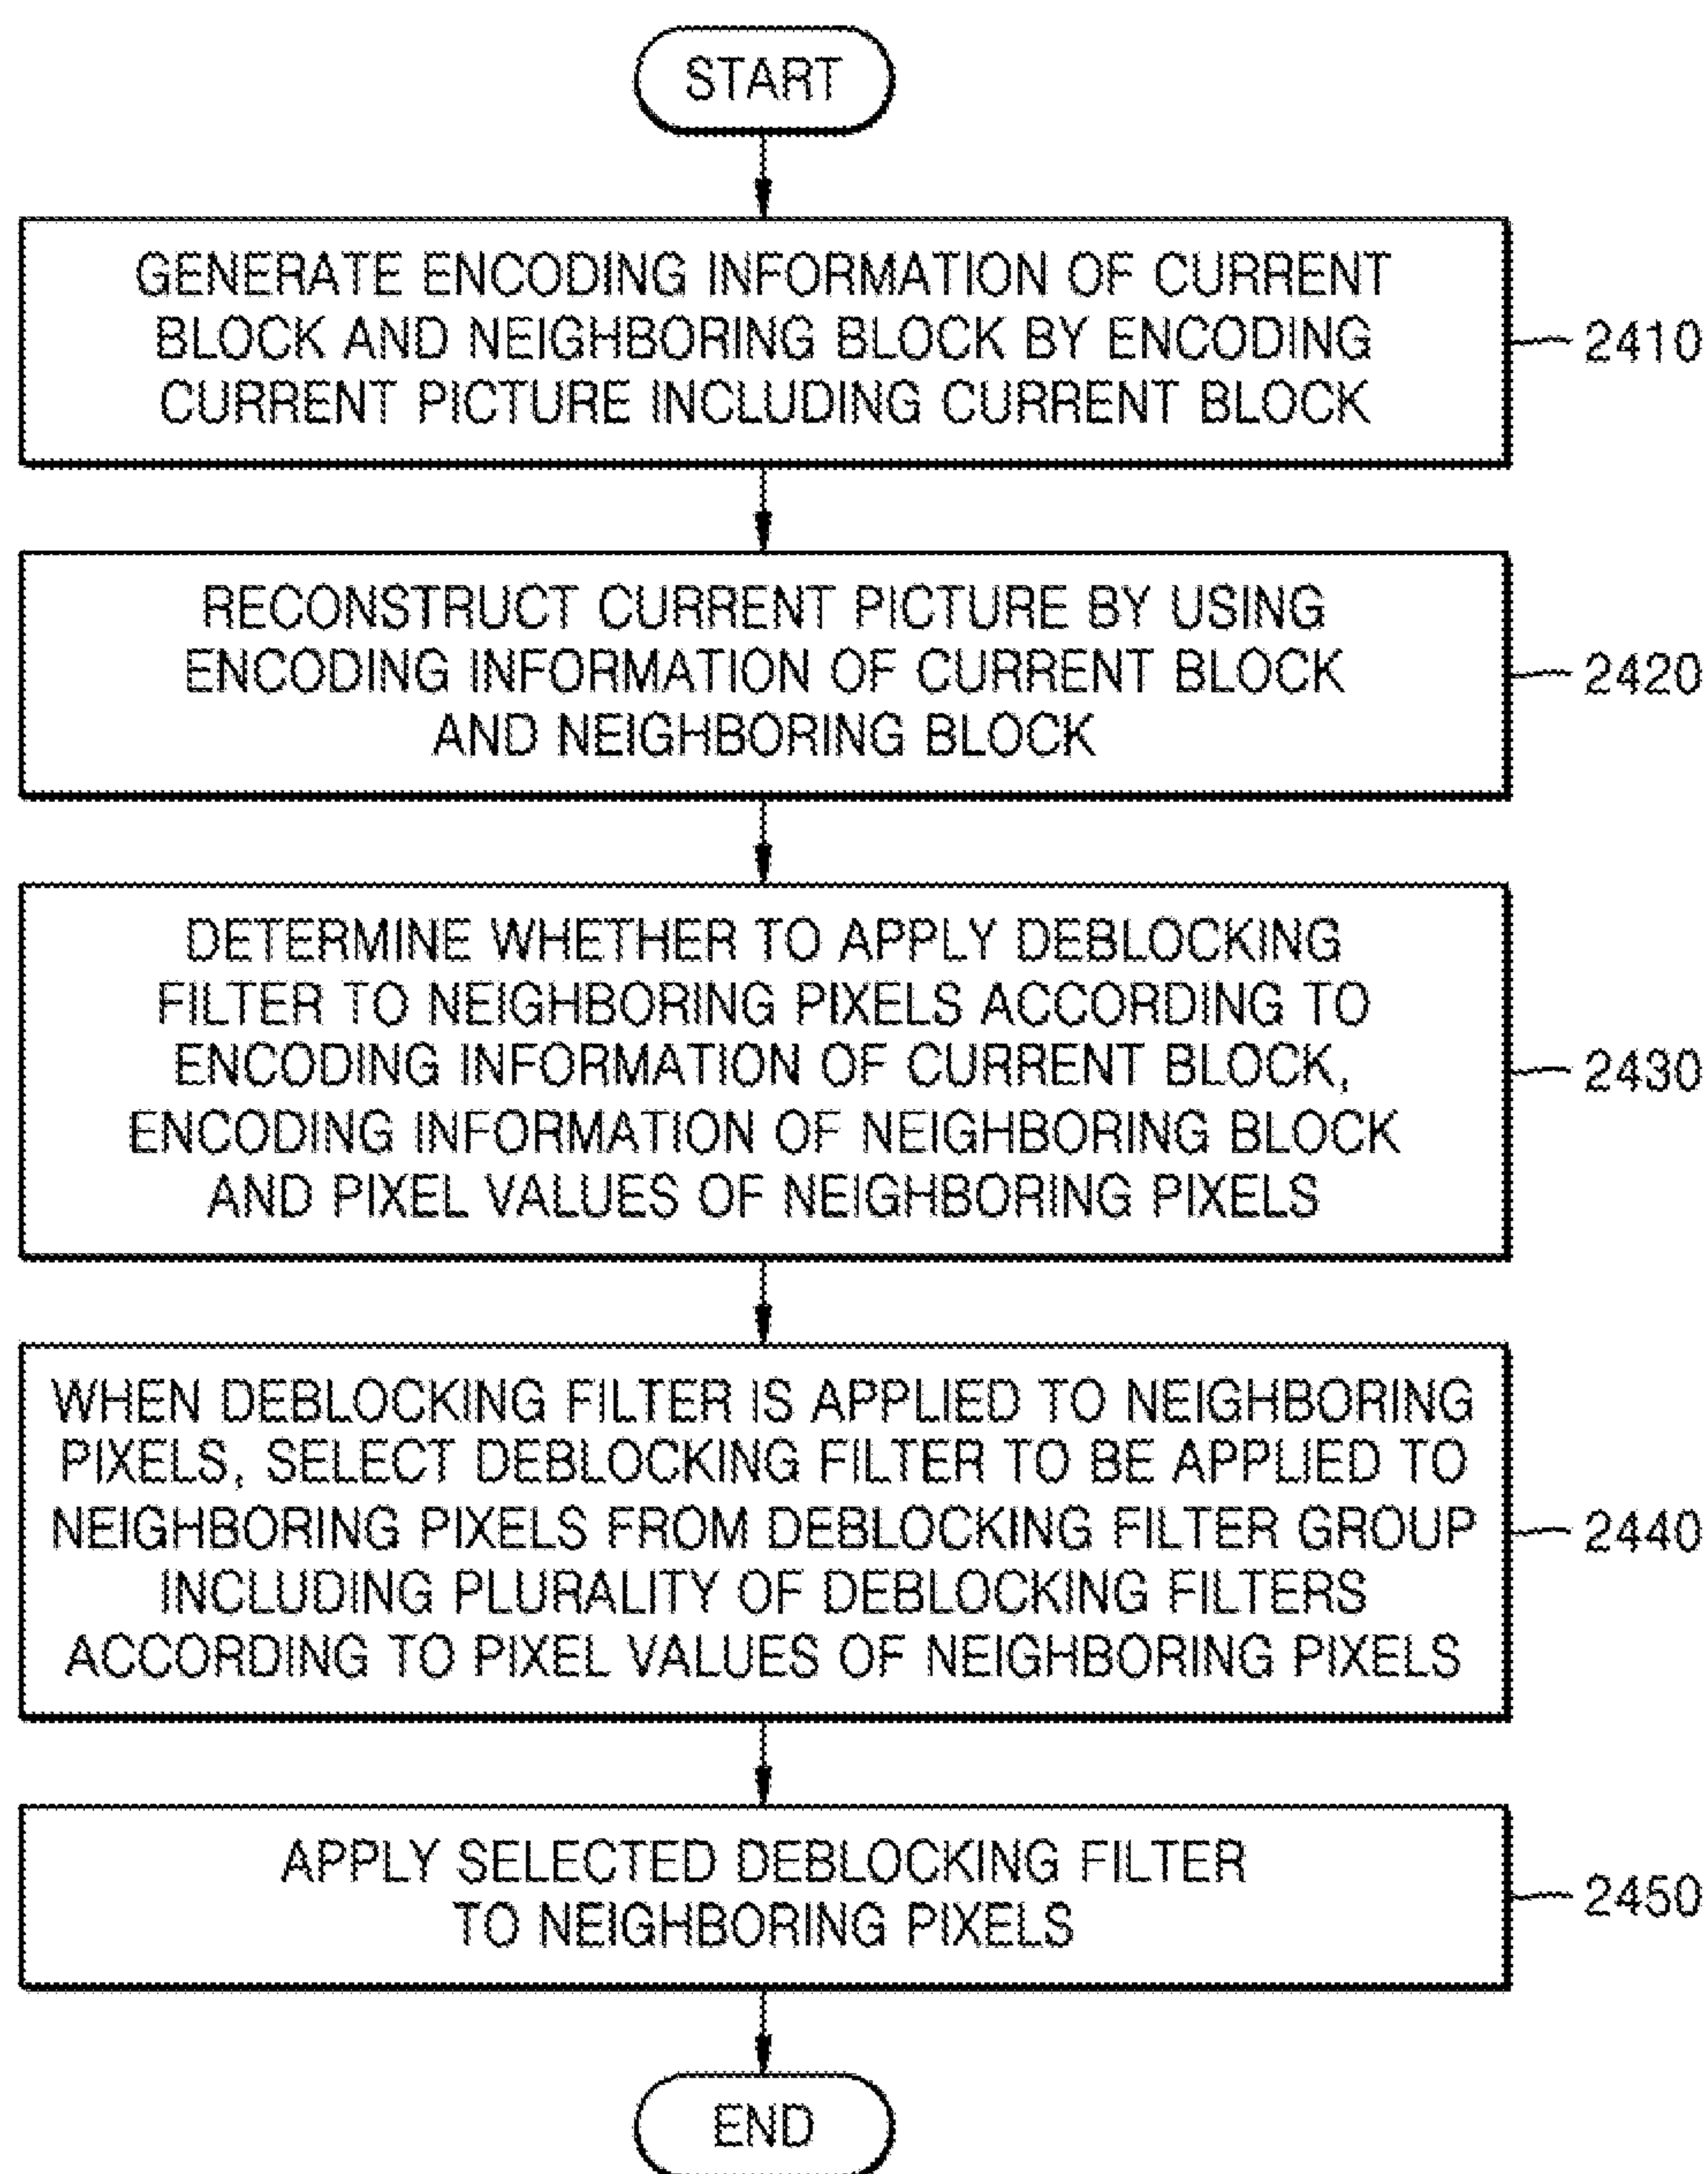 START
GENERATE ENCODING INFORMATION OF CURRENT
BLOCK AND NEIGHBORING BLOCK BY ENCODING
CURRENT PICTURE INCLUDING CURRENT BLOCK
2410
RECONSTRUCT CURRENT PICTURE BY USING
ENCODING INFORMATION OF CURRENT BLOCK
AND NEIGHBORING BLOCK
2420
DETERMINE WHETHER TO APPLY DEBLOCKING
FILTER TO NEIGHBORING PIXELS ACCORDING TO
ENCODING INFORMATION OF CURRENT BLOCK,
ENCODING INFORMATION OF NEIGHBORING BLOCK
AND PIXEL VALUES OF NEIGHBORING PIXELS
2430
WHEN DEBLOCKING FILTER IS APPLIED TO NEIGHBORING
PIXELS, SELECT DEBLOCKING FILTER TO BE APPLIED TO
NEIGHBORING PIXELS FROM DEBLOCKING FILTER GROUP
INCLUDING PLURALITY OF DEBLOCKING FILTERS
ACCORDING TO PIXEL VALUES OF NEIGHBORING PIXELS
2440
APPLY SELECTED DEBLOCKING FILTER
TO NEIGHBORING PIXELS
2450
END